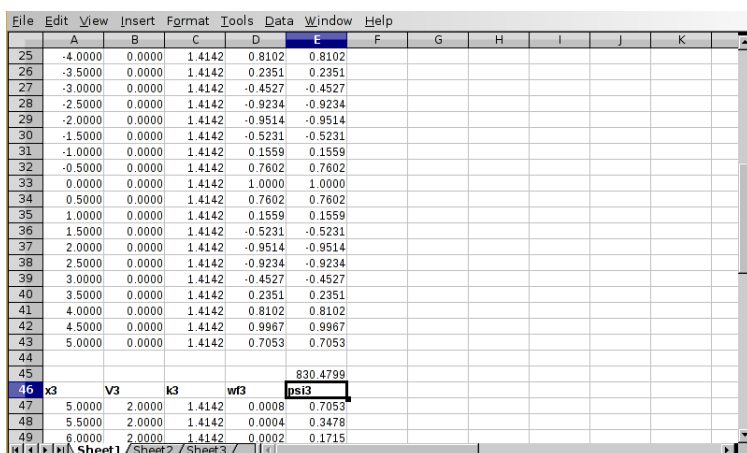 File Edit View Insert Format Tools Data Window Help
A B C D E F G H I J K
25 -4.0000 0.0000 1.4142 0.8102 0.8102
26 -3.5000 0.0000 1.4142 0.2351 0.2351
27 -3.0000 0.0000 1.4142 -0.4527 -0.4527
28 -2.5000 0.0000 1.4142 -0.9234 -0.9234
29 -2.0000 0.0000 1.4142 -0.9514 -0.9514
30 -1.5000 0.0000 1.4142 -0.5231 -0.5231
31 -1.0000 0.0000 1.4142 0.1559 0.1559
32 -0.5000 0.0000 1.4142 0.7602 0.7602
33 0.0000 0.0000 1.4142 1.0000 1.0000
34 0.5000 0.0000 1.4142 0.7602 0.7602
35 1.0000 0.0000 1.4142 0.1559 0.1559
36 1.5000 0.0000 1.4142 -0.5231 -0.5231
37 2.0000 0.0000 1.4142 -0.9514 -0.9514
38 2.5000 0.0000 1.4142 -0.9234 -0.9234
39 3.0000 0.0000 1.4142 -0.4527 -0.4527
40 3.5000 0.0000 1.4142 0.2351 0.2351
41 4.0000 0.0000 1.4142 0.8102 0.8102
42 4.5000 0.0000 1.4142 0.9967 0.9967
43 5.0000 0.0000 1.4142 0.7053 0.7053
44
45 830.4799
46 x3 V3 k3 wf3 psi3
47 5.0000 2.0000 1.4142 0.0008 0.7053
48 5.5000 2.0000 1.4142 0.0004 0.3478
49 6.0000 2.0000 1.4142 0.0002 0.1715
Sheet1 Sheet2 Sheet3